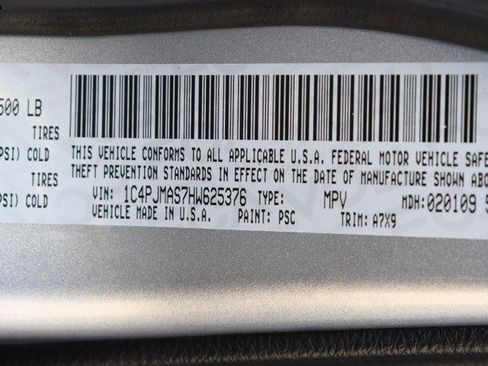 500 LB
TIRES
PSI) COLD
TIRES
PSI) COLD
THIS VEHICLE CONFORMS TO ALL APPLICABLE U.S.A. FEDERAL MOTOR VEHICLE SAFE
THEFT PREVENTION STANDARDS IN EFFECT ON THE DATE OF MANUFACTURE SHOWN ABO
VIN: 1C4PJMAS7HW625376 TYPE: MPV MDH: 020109
VEHICLE MADE IN U.S.A. PAINT: PSC TRIM: A7X9